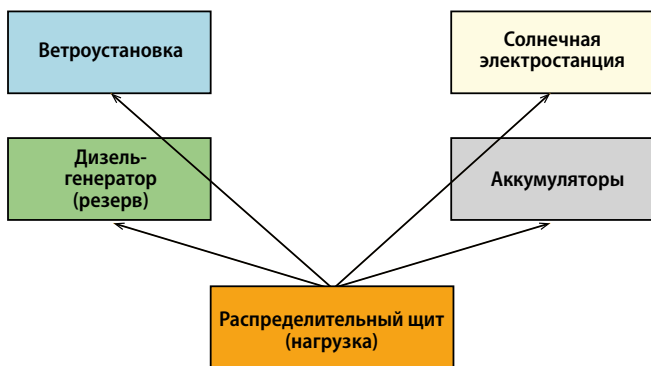 Ветроустановка
Солнечная
электростанция
Дизель-
генератор
(резерв)
Аккумуляторы
Распределительный щит
(нагрузка)